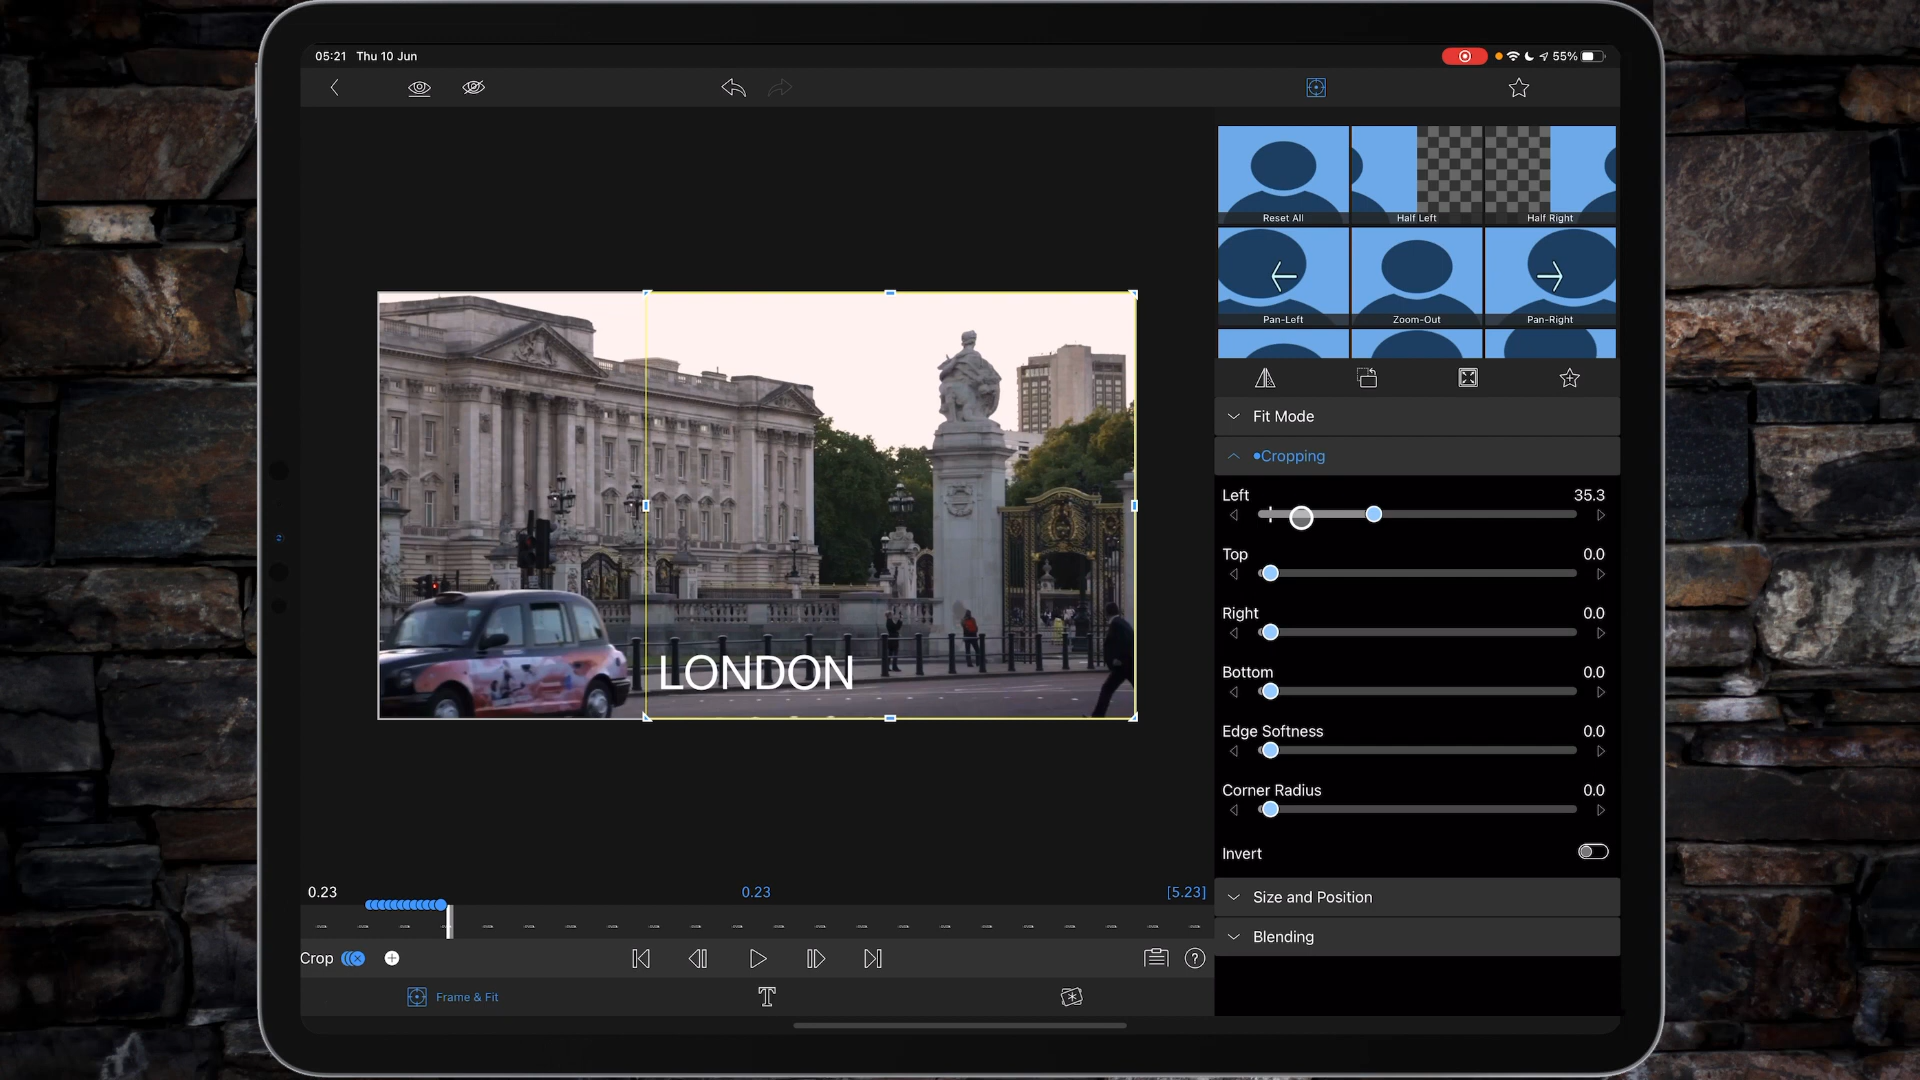 05:21 Thu 10 Jun
55%
Reset All
Half Left
Half Right
Pan-Left
Zoom-Out
Pan-Right
Fit Mode
Cropping
Left 35.3
Top 0.0
Right 0.0
Bottom 0.0
Edge Softness 0.0
Corner Radius 0.0
Invert
Size and Position
Blending
LONDON
0.23 0.23 [5.23]
Crop
Frame & Fit